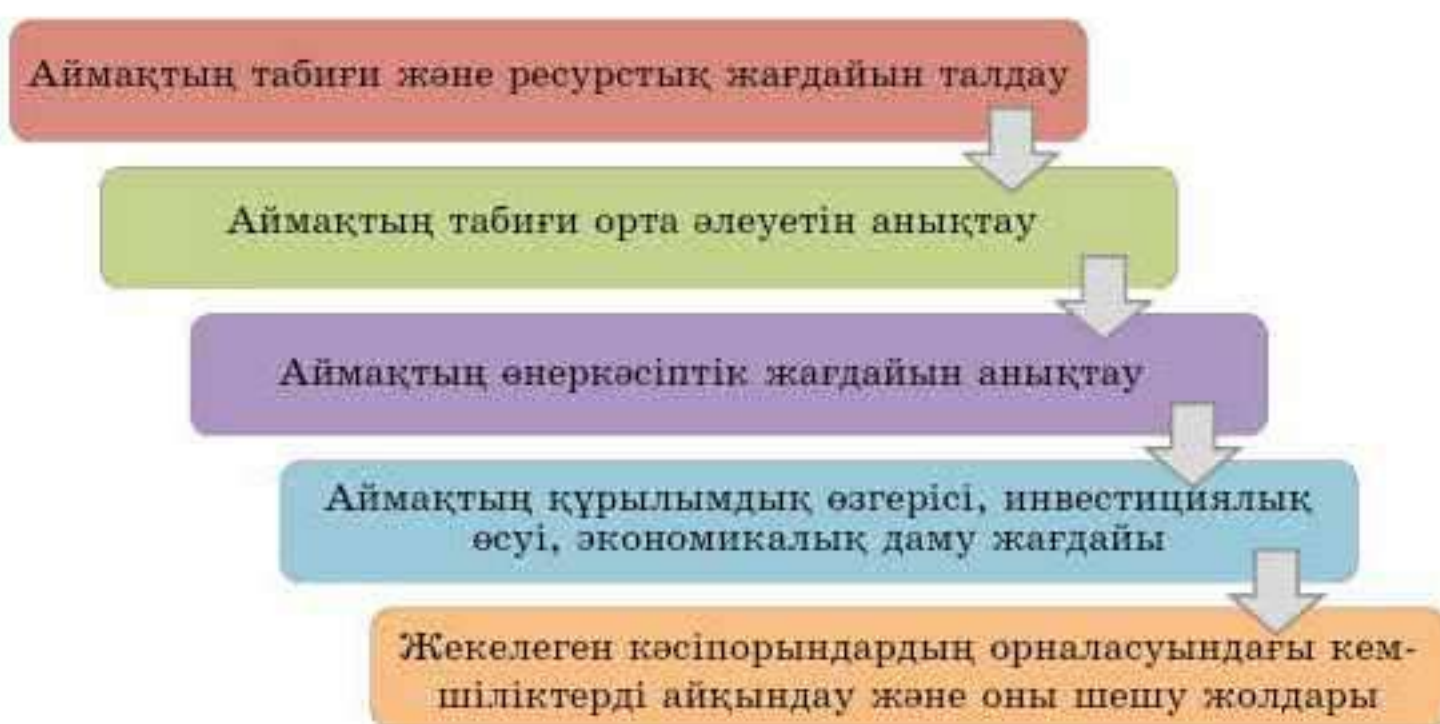 Аймақтың табиғи және ресурстық жағдайын талдау
Аймақтың табиғи орта әлеуетін анықтау
Аймақтың өнеркәсіптік жағдайын анықтау
Аймақтың құрылымдық өзгерісі, инвестициялық
өсуі, экономикалық даму жағдайы
Жекелеген кәсіпорындардың орналасуындағы кем-
шіліктерді айқындау және оны шешу жолдары